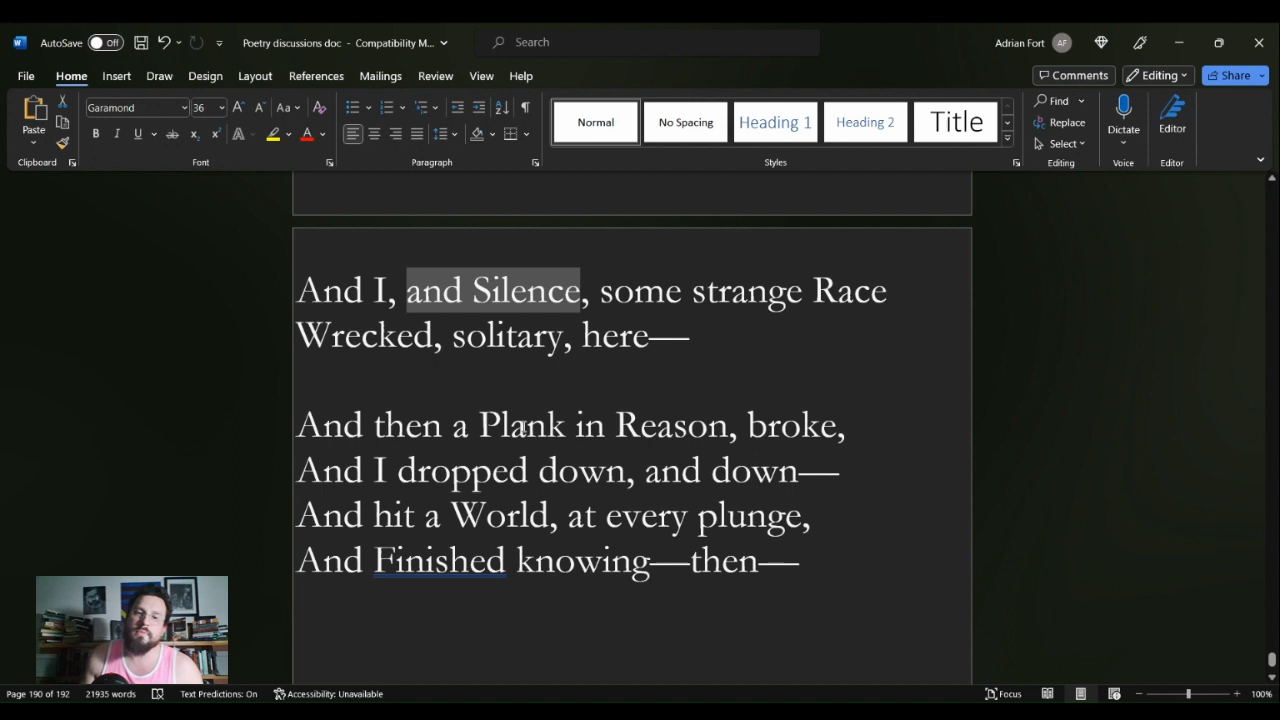 AutoSave Off Poetry discussions doc - Compatibility M... Search Adrian Fort AF
File Home Insert Draw Design Layout References Mailings Review View Help Comments Editing Share
Paste Garamond 36 Aa Normal No Spacing Heading 1 Heading 2 Title Find Replace Select Dictate Editor
Clipboard Font Paragraph Styles Editing Voice Editor
And I, and Silence, some strange Race
Wrecked, solitary, here—
And then a Plank in Reason, broke,
And I dropped down, and down—
And hit a World, at every plunge,
And Finished knowing—then—
Page 190 of 192 21935 words Text Predictions: On Accessibility: Unavailable Focus 100%